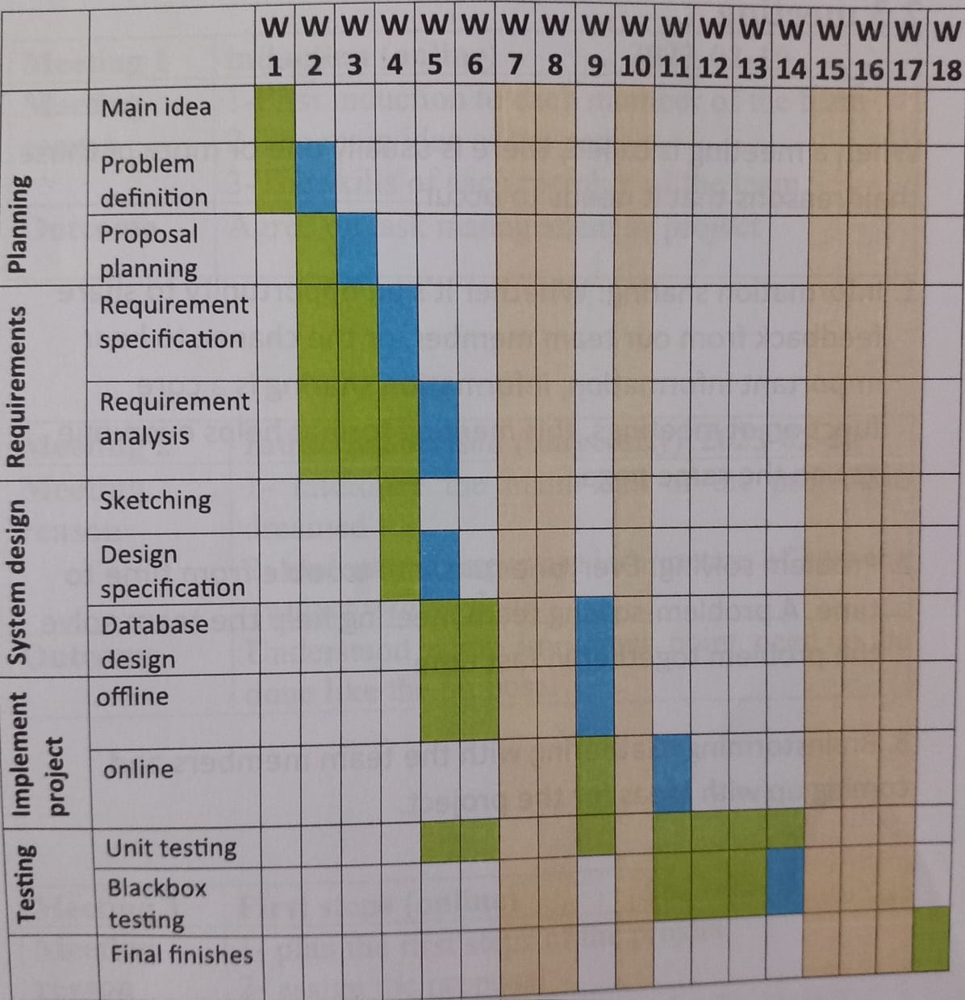 W W W W W W W W W W W W W W W W W W
1 2 3 4 5 6 7 8 9 10 11 12 13 14 15 16 17 18
Planning
Main idea
Problem
definition
Proposal
planning
Requirements
Requirement
specification
Requirement
analysis
System design
Sketching
Design
specification
Database
design
Implement
project
offline
online
Testing
Unit testing
Blackbox
testing
Final finishes